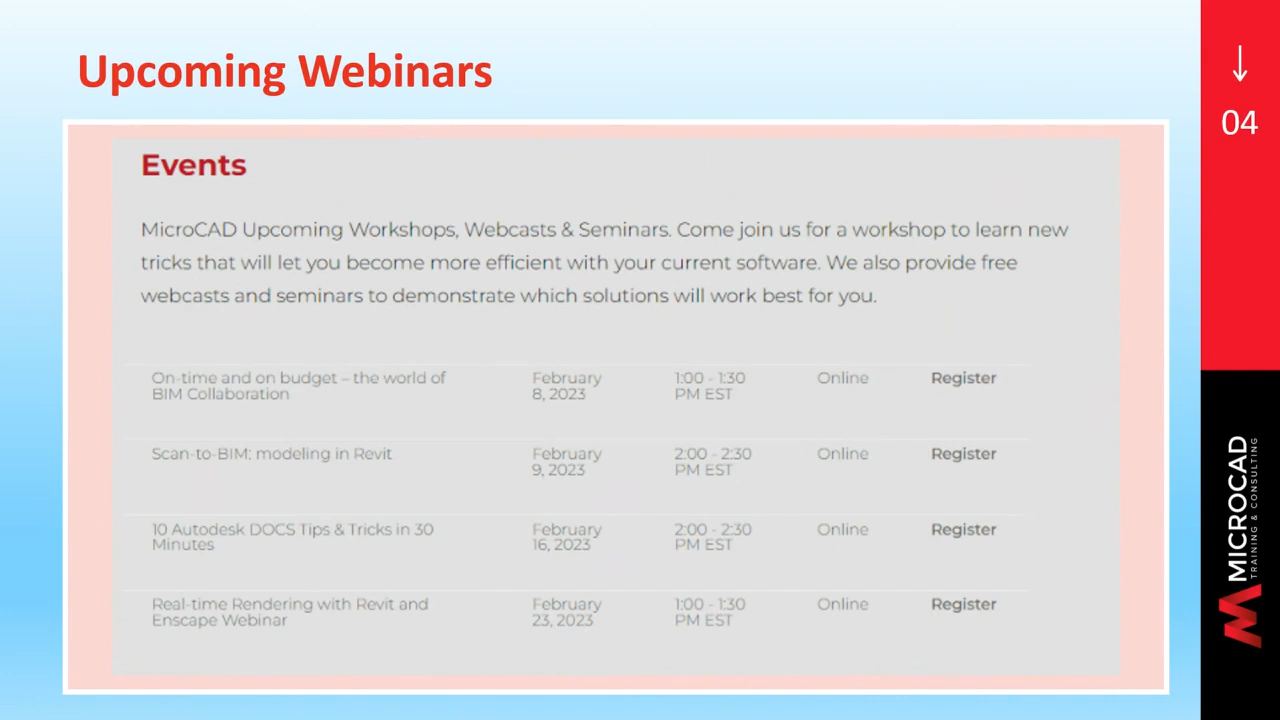 Upcoming Webinars
↓
04
Events
MicroCAD Upcoming Workshops, Webcasts & Seminars. Come join us for a workshop to learn new
tricks that will let you become more efficient with your current software. We also provide free
webcasts and seminars to demonstrate which solutions will work best for you.
On-time and on budget – the world of
BIM Collaboration
February
8, 2023
1:00 - 1:30
PM EST
Online
Register
Scan-to-BIM: modeling in Revit
February
9, 2023
2:00 - 2:30
PM EST
Online
Register
10 Autodesk DOCS Tips & Tricks in 30
Minutes
February
16, 2023
2:00 - 2:30
PM EST
Online
Register
Real-time Rendering with Revit and
Enscape Webinar
February
23, 2023
1:00 - 1:30
PM EST
Online
Register
MICROCAD
TRAINING & CONSULTING